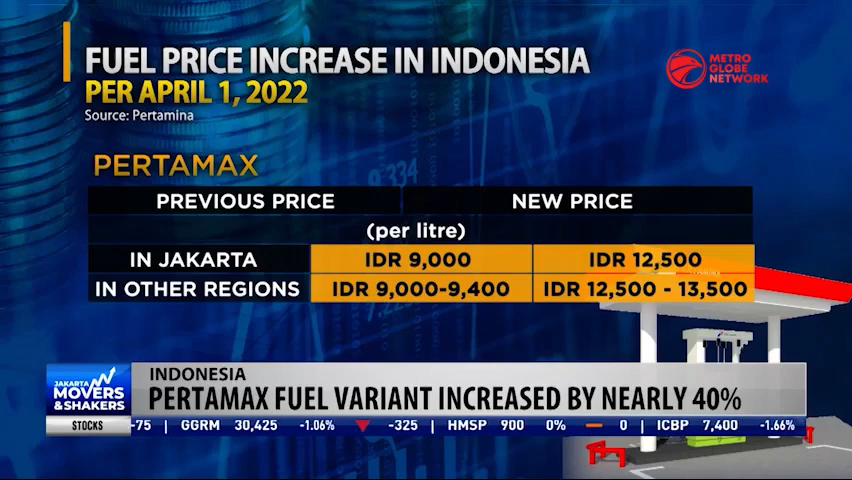 FUEL PRICE INCREASE IN INDONESIA
PER APRIL 1, 2022
Source: Pertamina
METRO
GLOBE
NETWORK
PERTAMAX
PREVIOUS PRICE NEW PRICE
(per litre)
IN JAKARTA IDR 9,000 IDR 12,500
IN OTHER REGIONS IDR 9,000-9,400 IDR 12,500 - 13,500
JAKARTA
MOVERS
& SHAKERS
INDONESIA
PERTAMAX FUEL VARIANT INCREASED BY NEARLY 40%
STOCKS -75 GGRM 30,425 -1.06% -325 HMSP 900 0% 0 ICBP 7,400 -1.66%